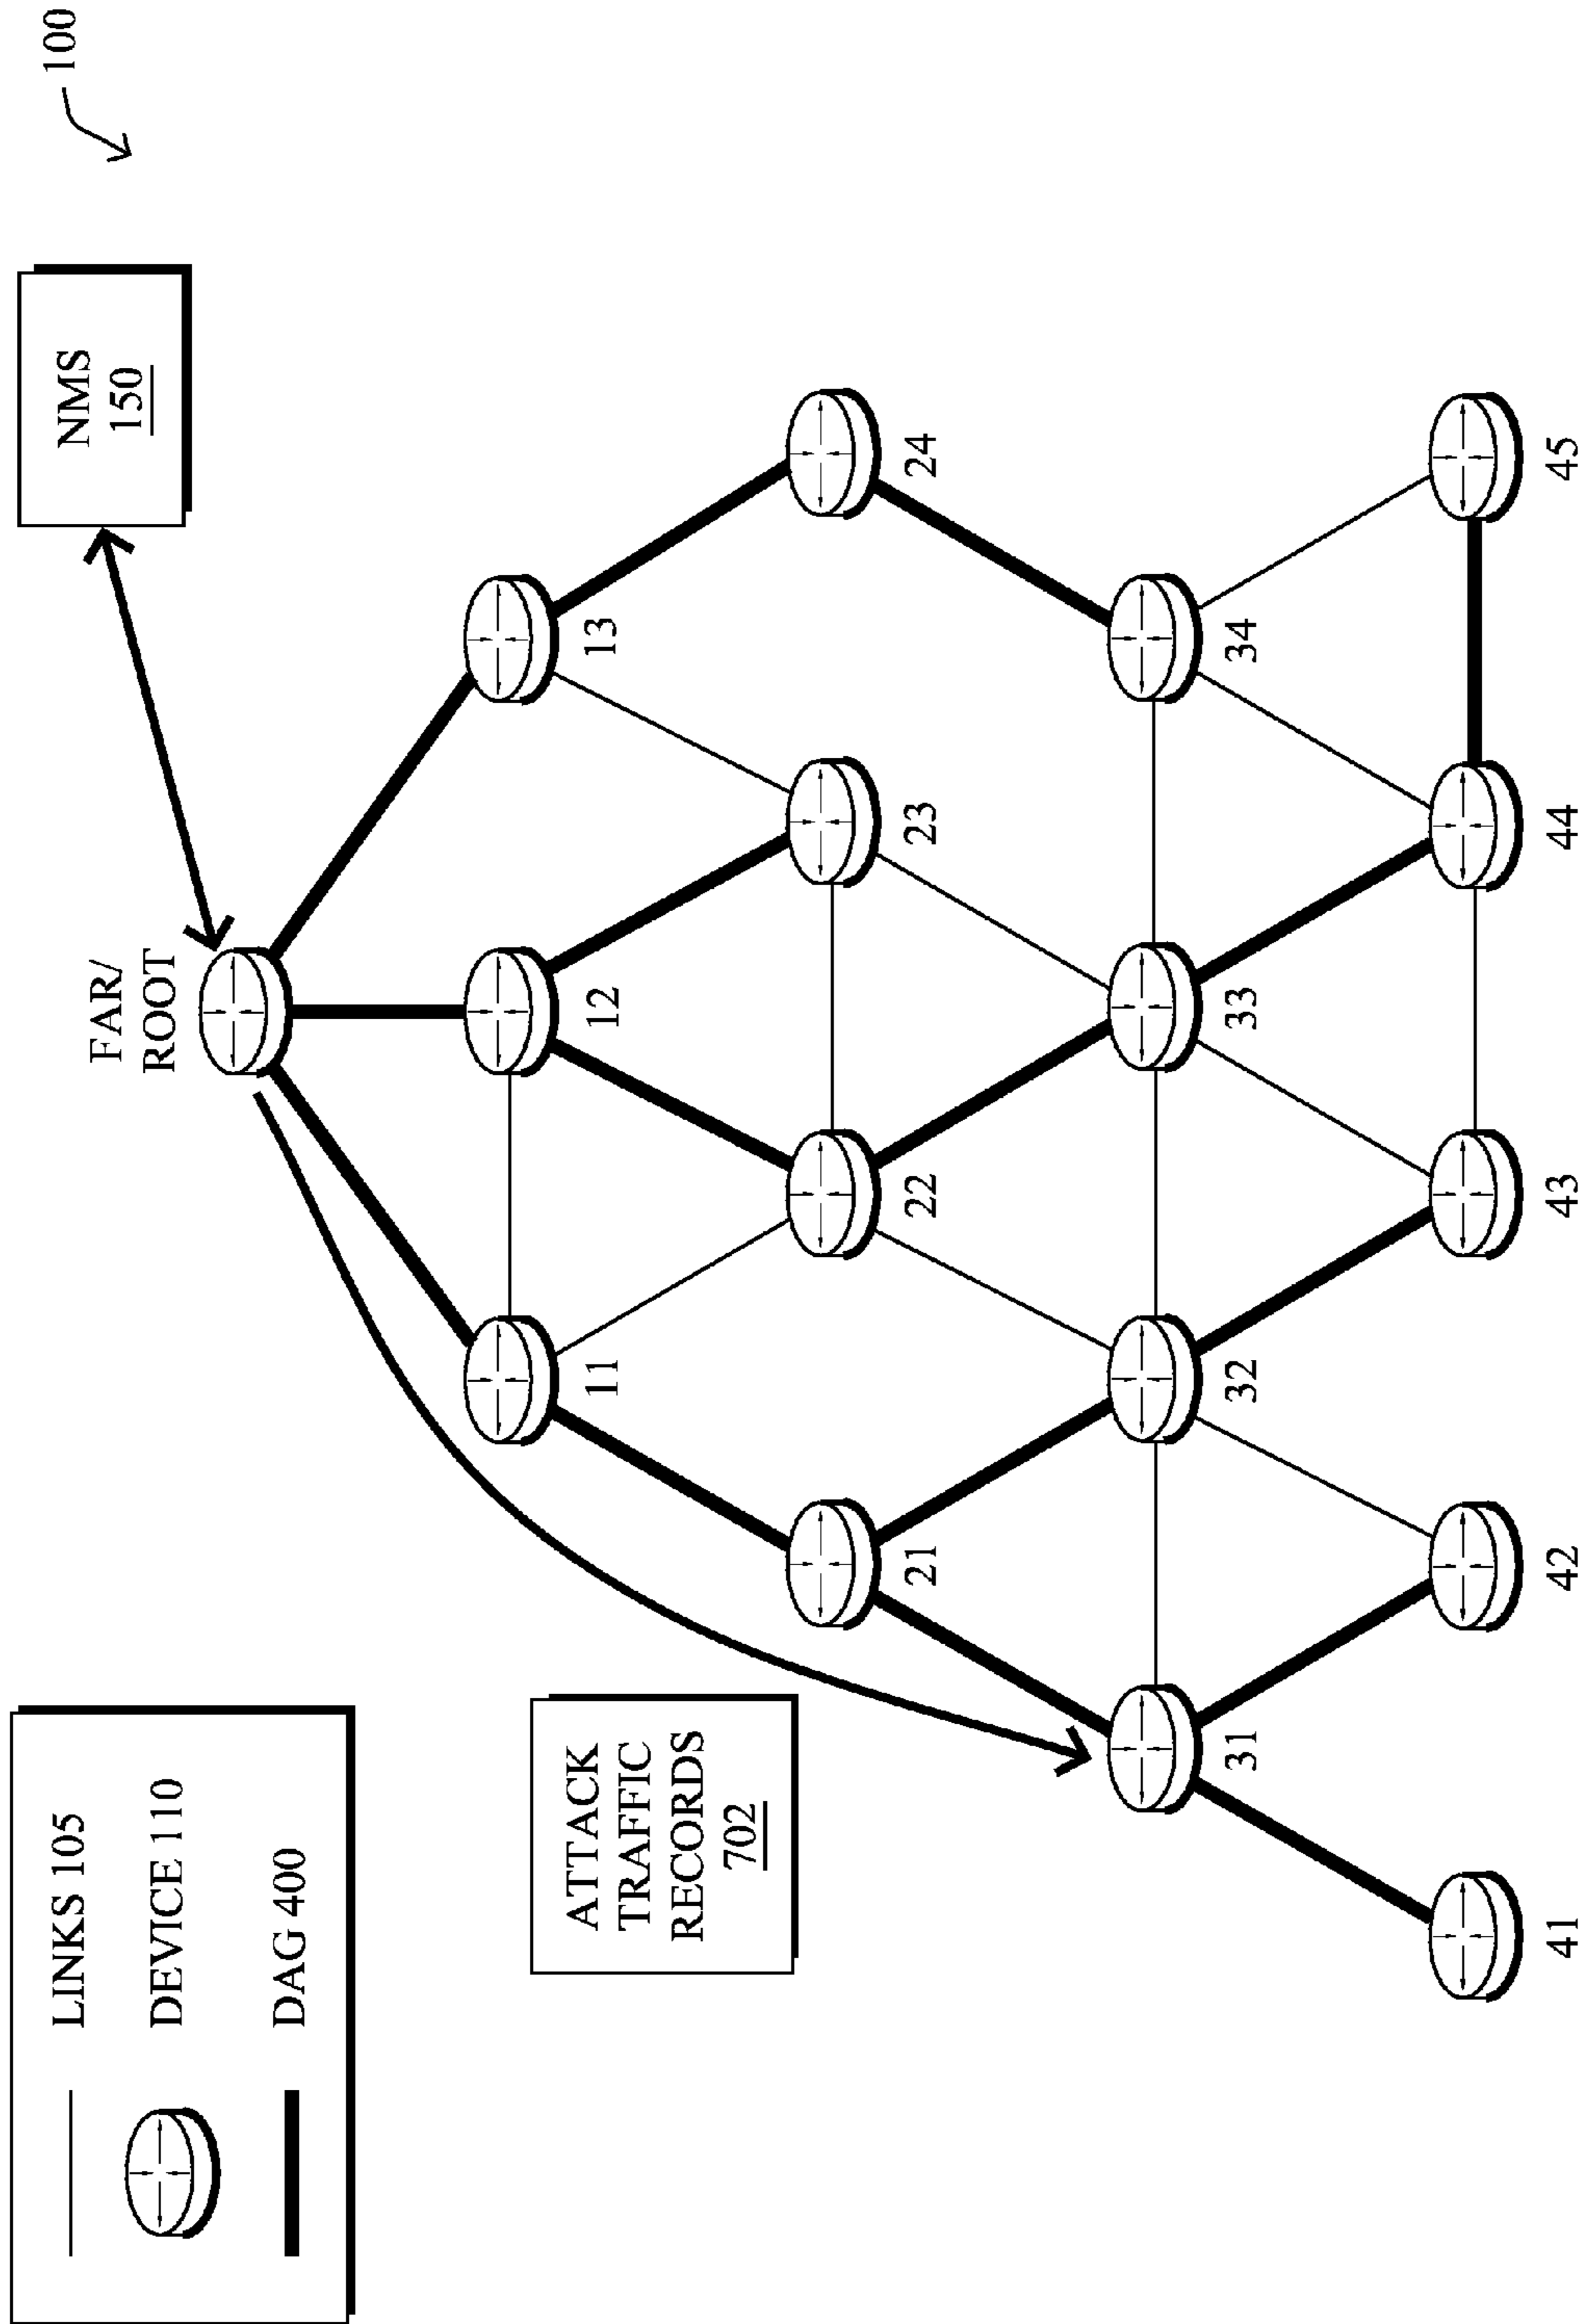 LINKS 105
DEVICE 110
DAG 400
FAR/
ROOT
NMS
150
100
ATTACK
TRAFFIC
RECORDS
702
11
12
13
21
22
23
24
31
32
33
34
41
42
43
44
45